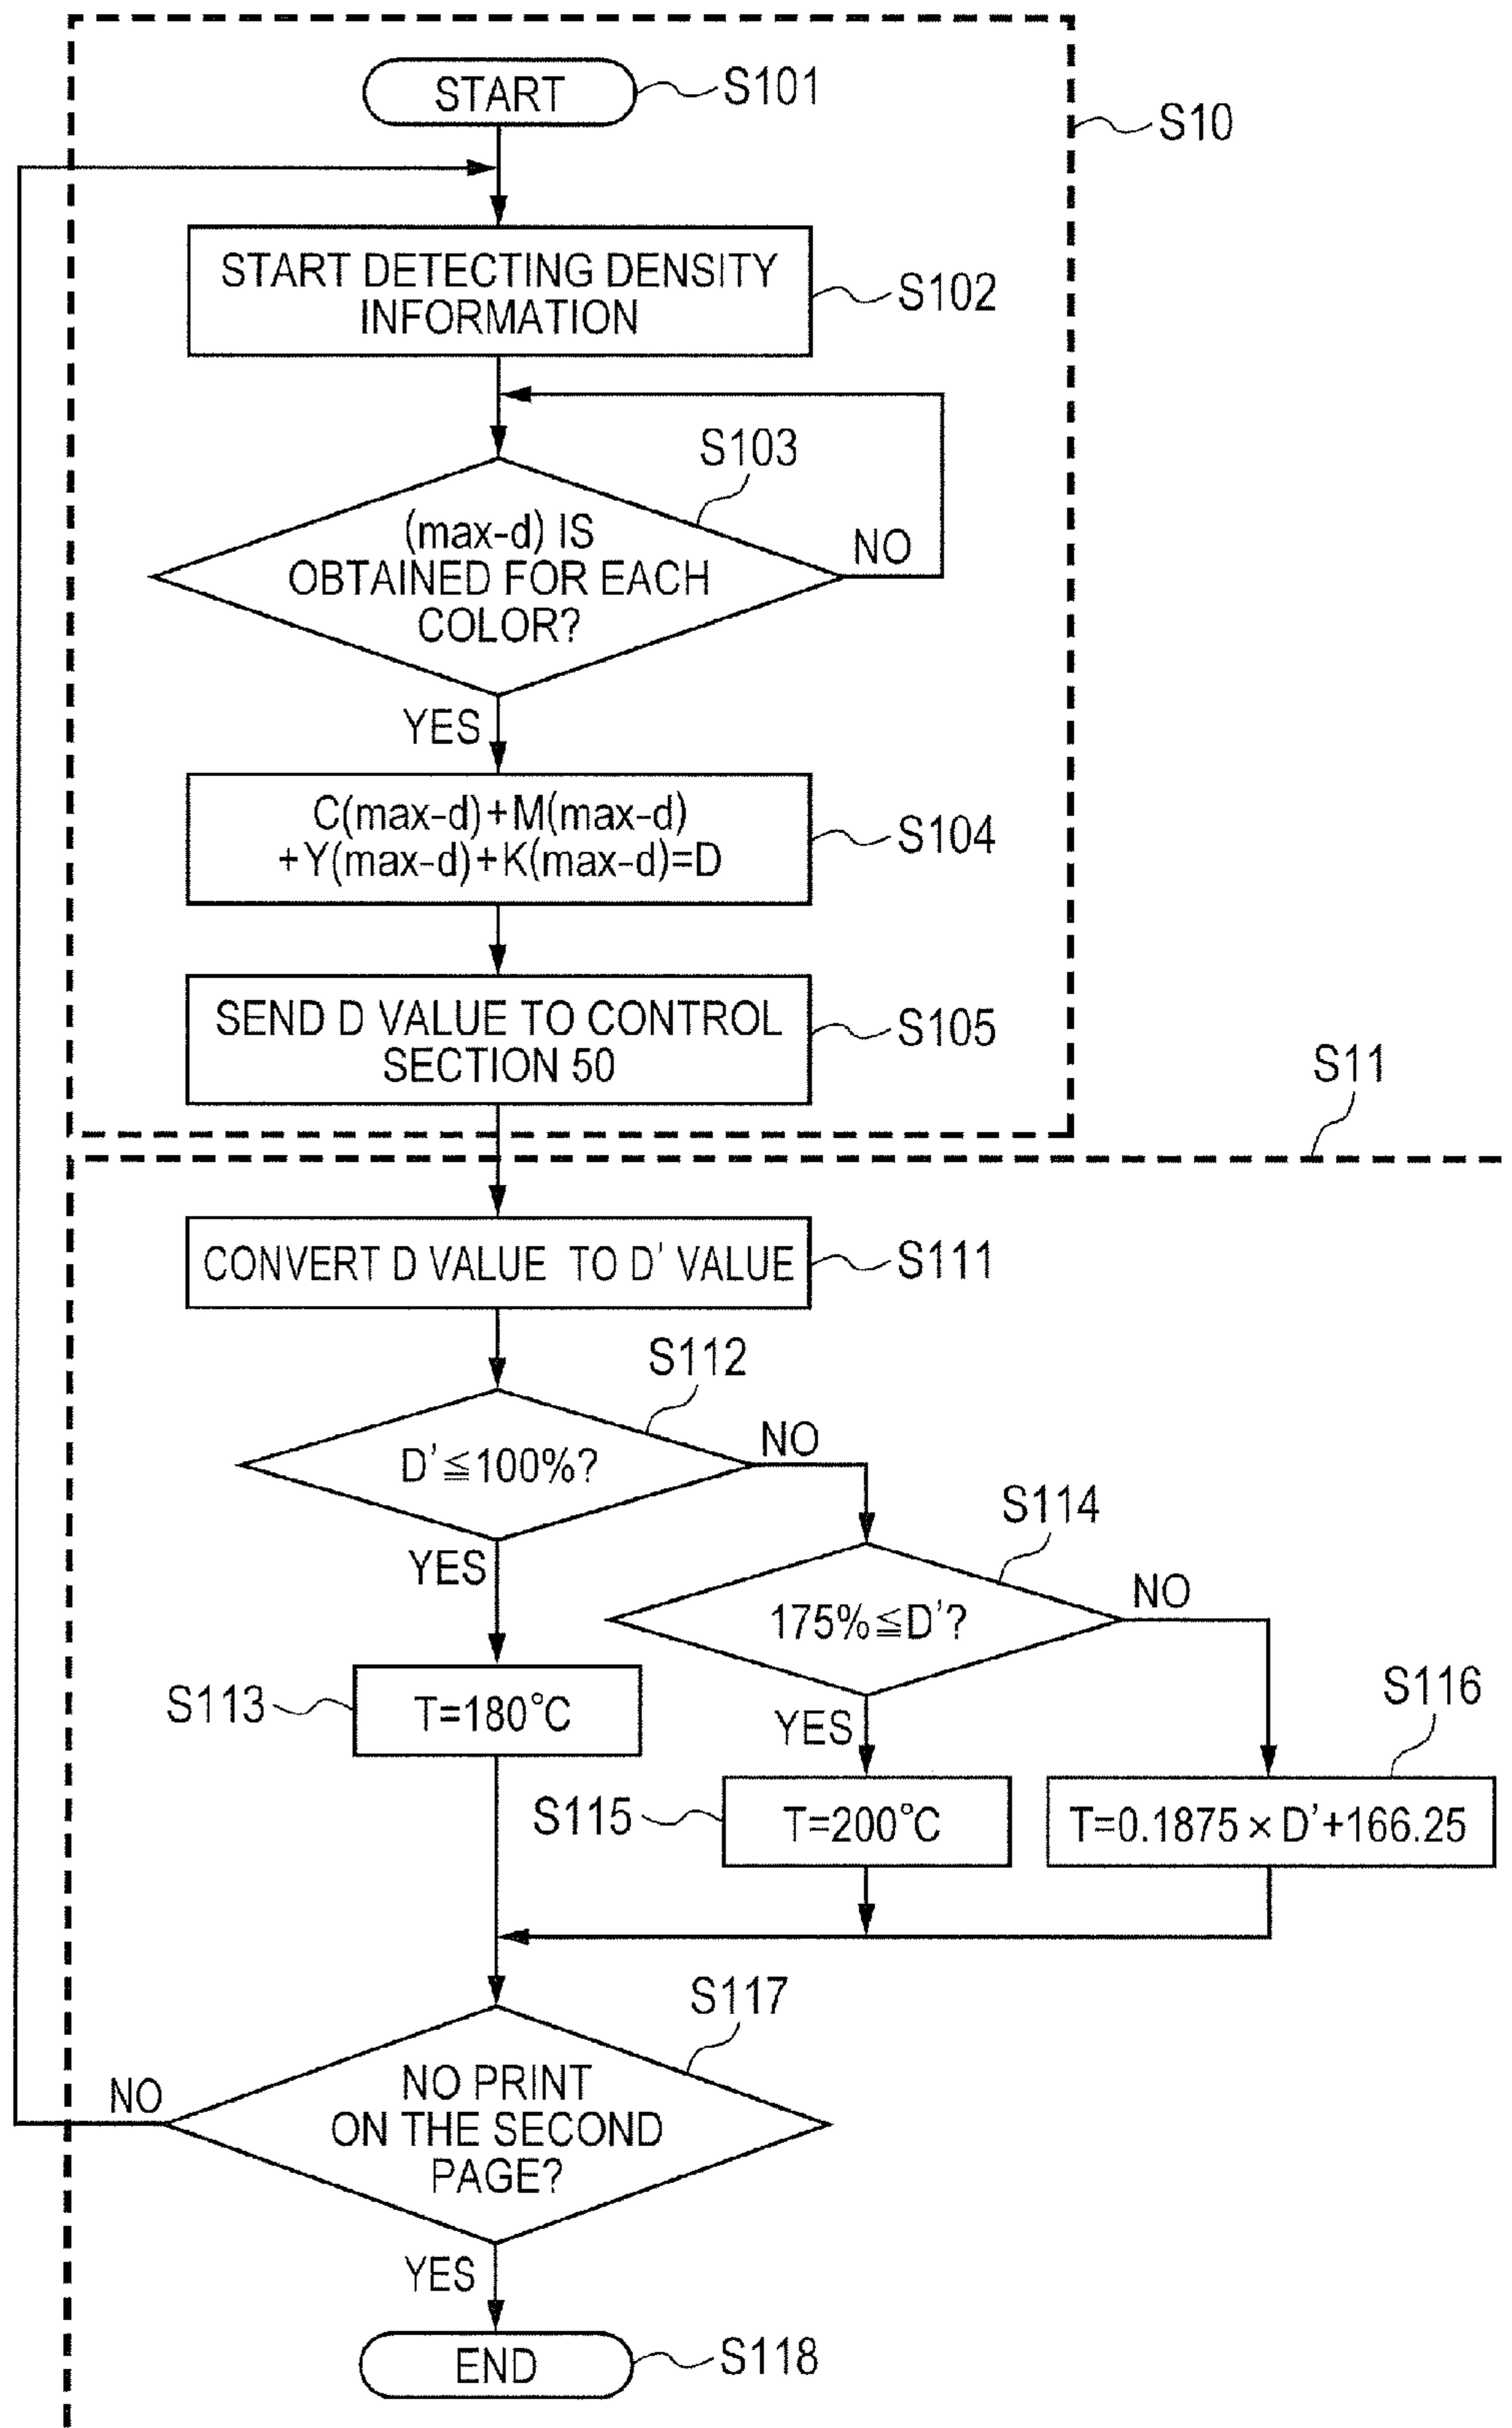 START
S101
S10
START DETECTING DENSITY
INFORMATION
S102
S103
(max-d) IS
OBTAINED FOR EACH
COLOR?
NO
YES
C(max-d)+M(max-d)
+Y(max-d)+K(max-d)=D
S104
SEND D VALUE TO CONTROL
SECTION 50
S105
S11
CONVERT D VALUE TO D' VALUE
S111
S112
D'≦100%?
NO
YES
S114
175%≦D'?
NO
YES
S113
T=180°C
S115
T=200°C
S116
T=0.1875×D'+166.25
S117
NO PRINT
ON THE SECOND
PAGE?
NO
YES
END
S118